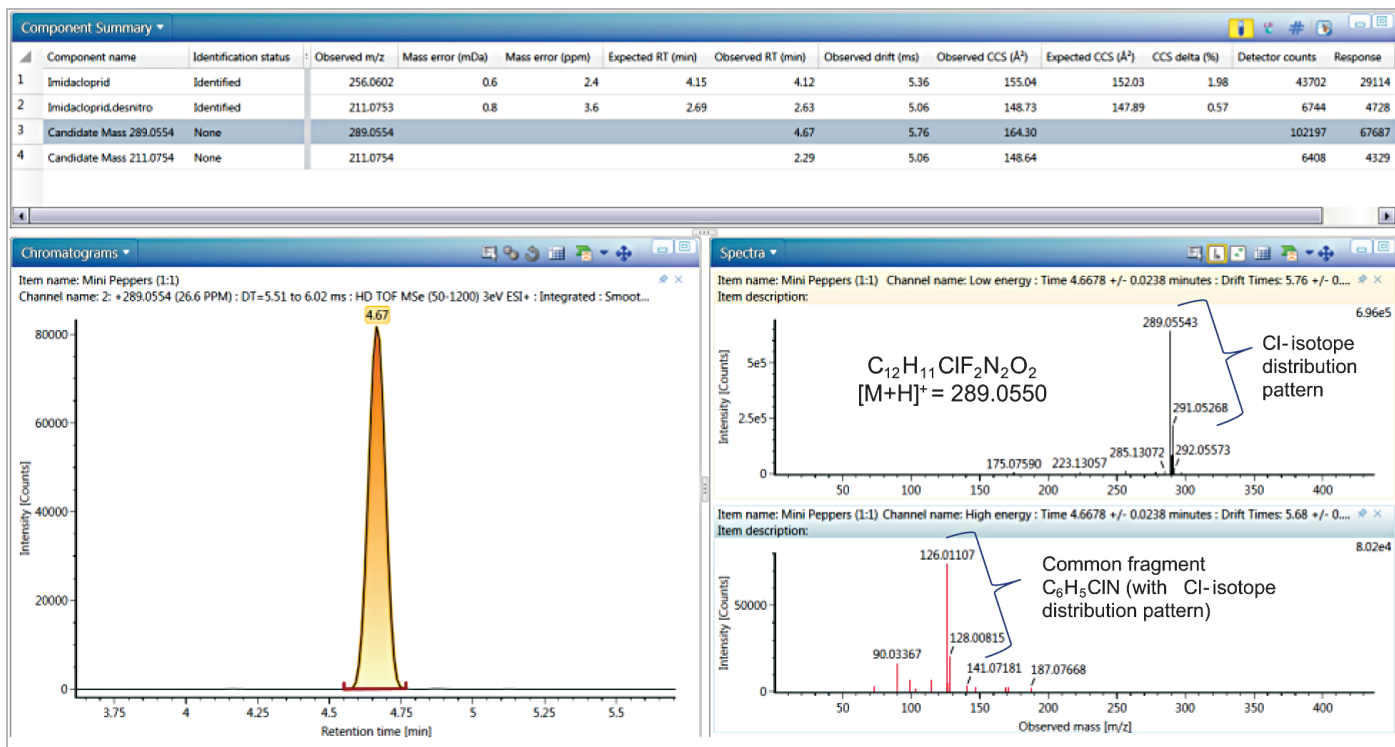 Component Summary
Component name Identification status Observed m/z Mass error (mDa) Mass error (ppm) Expected RT (min) Observed RT (min) Observed drift (ms) Observed CCS (Å²) Expected CCS (Å²) CCS delta (%) Detector counts Response
1 Imidacloprid Identified 256.0602 0.6 2.4 4.15 4.12 5.36 155.04 152.03 1.98 43702 29114
2 Imidacloprid,desnitro Identified 211.0753 0.8 3.6 2.69 2.63 5.06 148.73 147.89 0.57 6744 4728
3 Candidate Mass 289.0554 None 289.0554 4.67 5.76 164.30 102197 67687
4 Candidate Mass 211.0754 None 211.0754 2.29 5.06 148.64 6408 4329
Chromatograms
Item name: Mini Peppers (1:1)
Channel name: 2: +289.0554 (26.6 PPM) : DT=5.51 to 6.02 ms : HD TOF MSe (50-1200) 3eV ESI+ : Integrated : Smoot...
4.67
80000
60000
40000
20000
0
Intensity [Counts]
3.75 4 4.25 4.5 4.75 5 5.25 5.5
Retention time [min]
Spectra
Item name: Mini Peppers (1:1) Channel name: Low energy : Time 4.6678 +/- 0.0238 minutes : Drift Times: 5.76 +/- 0....
Item description:
6.96e5
289.05543
Cl-isotope
distribution
pattern
C₁₂H₁₁ClF₂N₂O₂
[M+H]⁺ = 289.0550
5e5
2.5e5
0
Intensity [Counts]
291.05268
285.13072
292.05573
175.07590
223.13057
50 100 150 200 250 300 350 400
Item name: Mini Peppers (1:1) Channel name: High energy : Time 4.6678 +/- 0.0238 minutes : Drift Times: 5.68 +/- 0....
Item description:
8.02e4
126.01107
Common fragment
C₆H₅ClN (with Cl-isotope
distribution pattern)
50000
0
Intensity [Counts]
128.00815
90.03367
141.07181
187.07668
50 100 150 200 250 300 350 400
Observed mass [m/z]